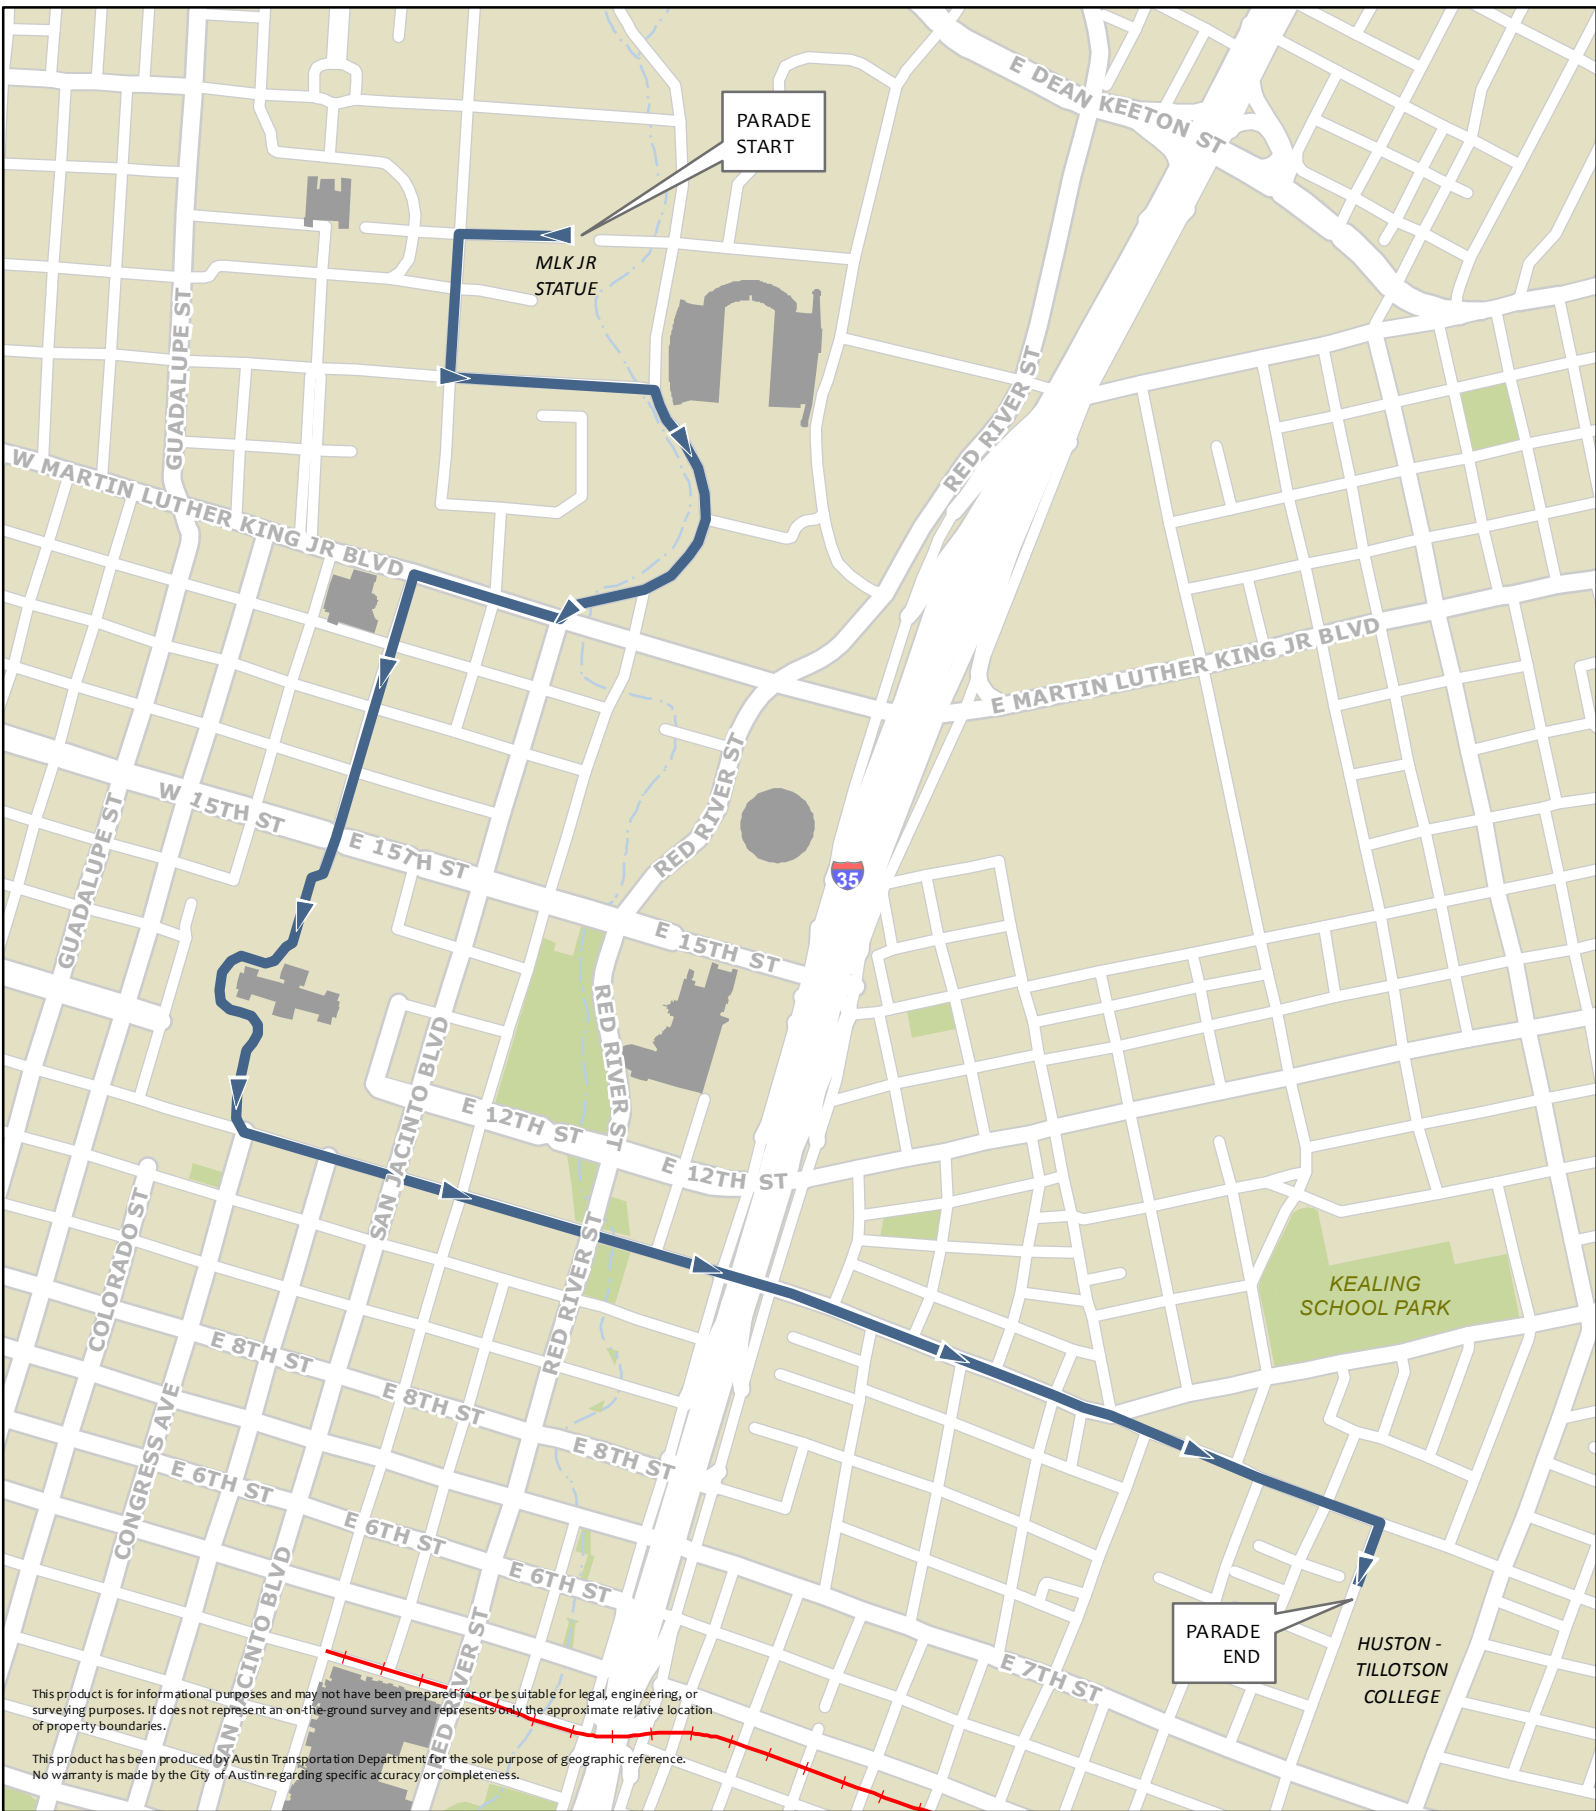 E DEAN KEETON ST
PARADE
START
MLK JR
STATUE
GUADALUPE ST
RED RIVER ST
W MARTIN LUTHER KING JR BLVD
E MARTIN LUTHER KING JR BLVD
RED RIVER ST
W 15TH ST
GUADALUPE ST
E 15TH ST
35
E 15TH ST
RED RIVER ST
SAN JACINTO BLVD
E 12TH ST
E 12TH ST
COLORADO ST
RED RIVER ST
KEALING
SCHOOL PARK
E 8TH ST
E 8TH ST
E 8TH ST
CONGRESS AVE
E 6TH ST
E 6TH ST
E 6TH ST
SAN JACINTO BLVD
RED RIVER ST
PARADE
END
HUSTON -
TILLOTSON
COLLEGE
E 7TH ST
This product is for informational purposes and may not have been prepared for or be suitable for legal, engineering, or
surveying purposes. It does not represent an on-the-ground survey and represents only the approximate relative location
of property boundaries.
This product has been produced by Austin Transportation Department for the sole purpose of geographic reference.
No warranty is made by the City of Austin regarding specific accuracy or completeness.